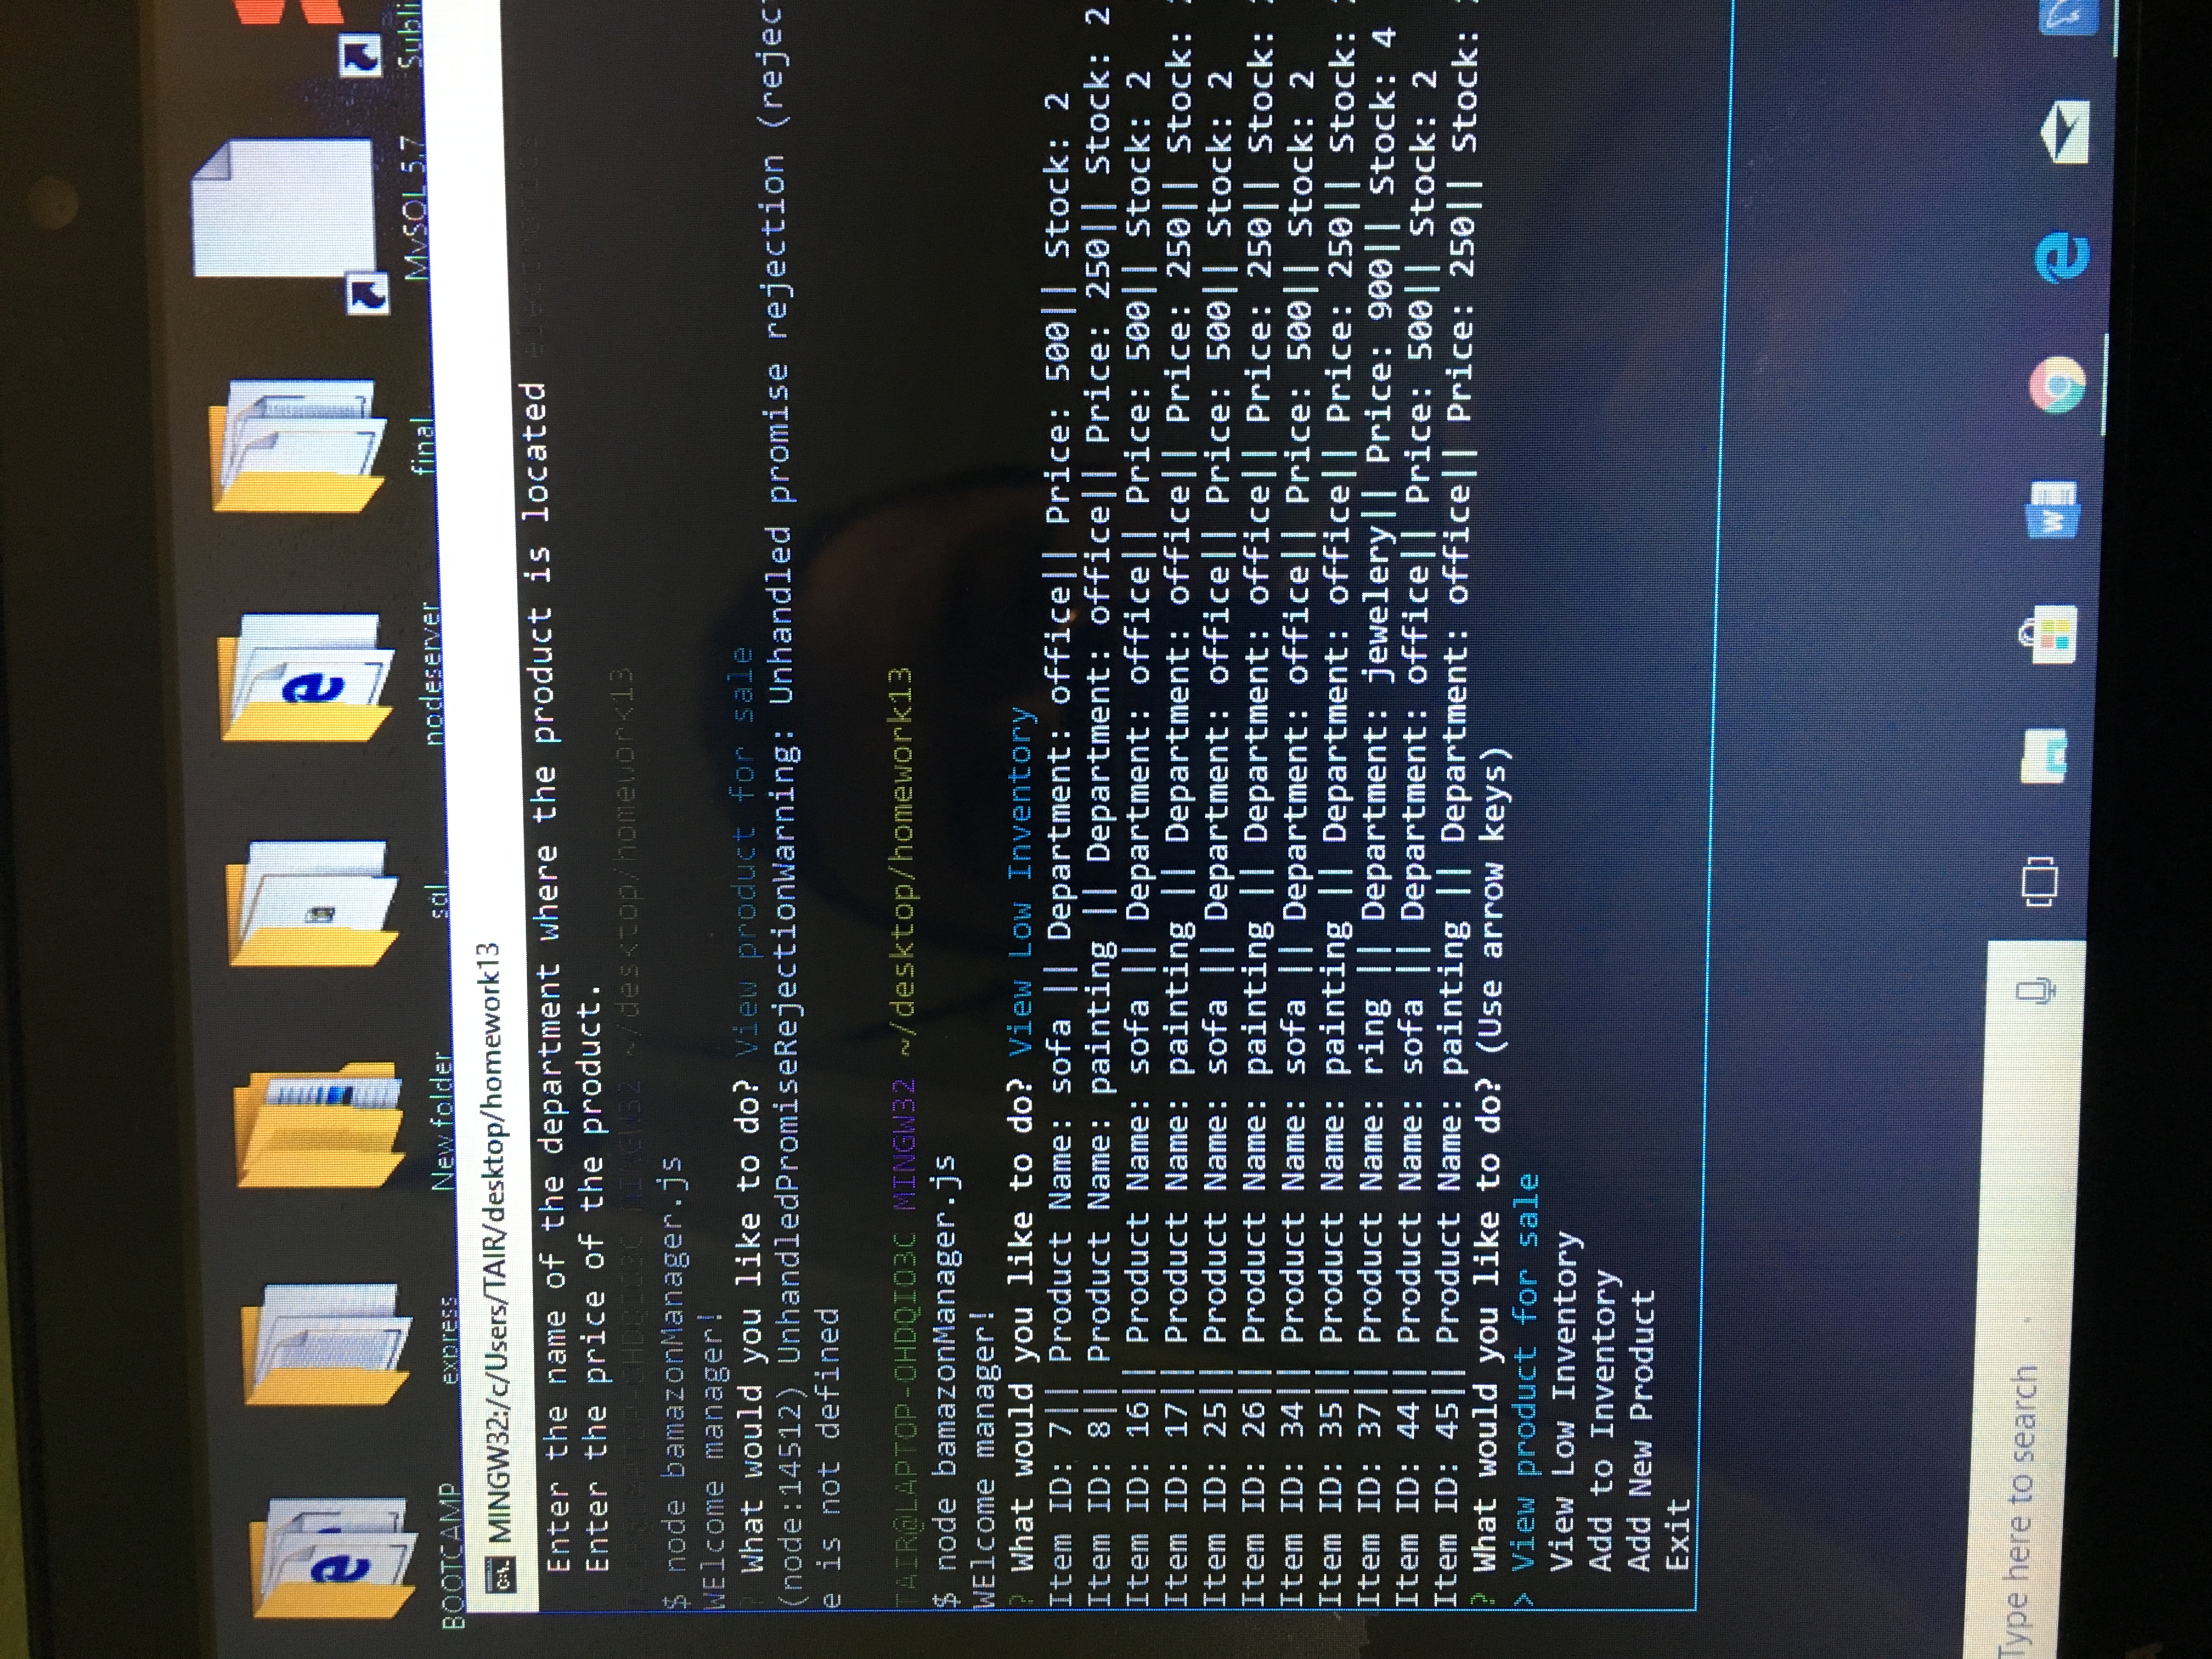 BOOTCAMP
express
New folder
sql
nodeserver
final
MySQL 5.7
Subli
MINGW32:/c/Users/TAIR/desktop/homework13
Enter the name of the department where the product is located electronics
Enter the price of the product.
TAIR@LAPTOP-OHDQIO3C MINGW32 ~/desktop/homework13
$ node bamazonManager.js
WElcome manager!
? What would you like to do? View product for sale
(node:14512) UnhandledPromiseRejectionWarning: Unhandled promise rejection (rejec
e is not defined
TAIR@LAPTOP-OHDQIO3C MINGW32 ~/desktop/homework13
$ node bamazonManager.js
WElcome manager!
? What would you like to do? View Low Inventory
Item ID: 7|| Product Name: sofa || Department: office|| Price: 500|| Stock: 2
Item ID: 8|| Product Name: painting || Department: office|| Price: 250|| Stock: 2
Item ID: 16|| Product Name: sofa || Department: office|| Price: 500|| Stock: 2
Item ID: 17|| Product Name: painting || Department: office|| Price: 250|| Stock:
Item ID: 25|| Product Name: sofa || Department: office|| Price: 500|| Stock: 2
Item ID: 26|| Product Name: painting || Department: office|| Price: 250|| Stock:
Item ID: 34|| Product Name: sofa || Department: office|| Price: 500|| Stock: 2
Item ID: 35|| Product Name: painting || Department: office|| Price: 250|| Stock:
Item ID: 37|| Product Name: ring || Department: jewelery|| Price: 900|| Stock: 4
Item ID: 44|| Product Name: sofa || Department: office|| Price: 500|| Stock: 2
Item ID: 45|| Product Name: painting || Department: office|| Price: 250|| Stock:
? What would you like to do? (Use arrow keys)
> View product for sale
View Low Inventory
Add to Inventory
Add New Product
Exit
Type here to search